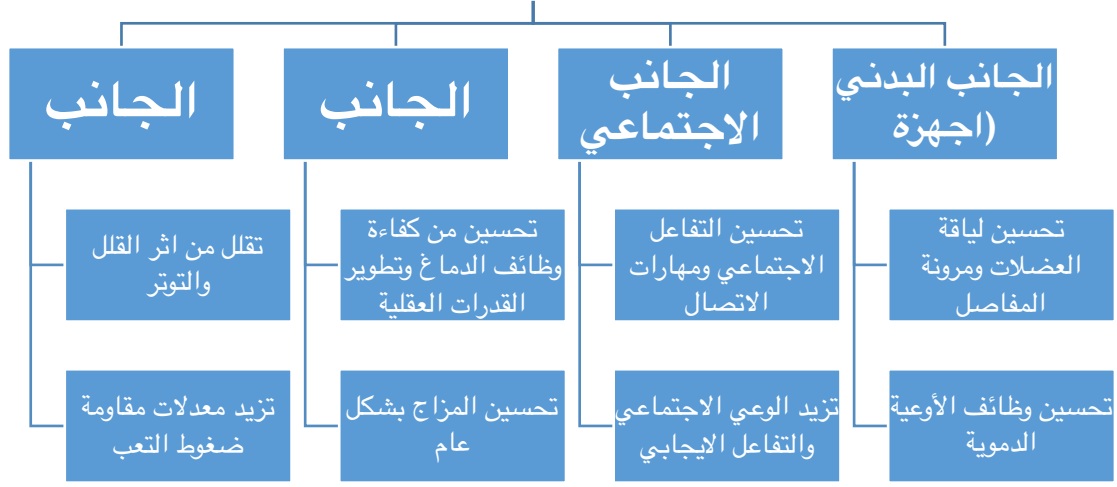 الجانب البدني
(اجهزة
الجانب
الاجتماعي
الجانب
الجانب
تحسين لياقة
العضلات ومرونة
المفاصل
تحسين التفاعل
الاجتماعي ومهارات
الاتصال
تحسين من كفاءة
وظائف الدماغ وتطوير
القدرات العقلية
تقلل من اثر القلل
والتوتر
تحسين وظائف الأوعية
الدموية
تزيد الوعي الاجتماعي
والتفاعل الايجابي
تحسين المزاج بشكل
عام
تزيد معدلات مقاومة
ضغوط التعب